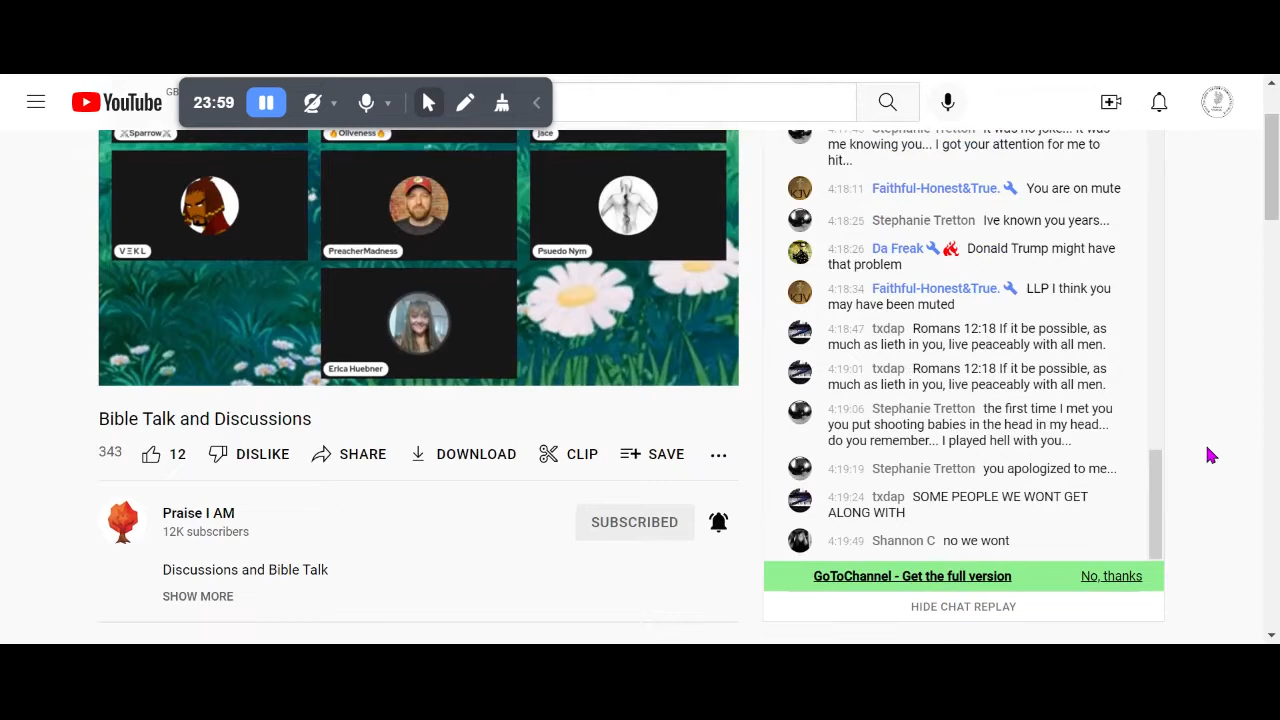 YouTube
GB
23:59
Sparrow
Oliveness
jace
VΞKL
PreacherMadness
Psuedo Nym
Erica Huebner
Bible Talk and Discussions
343
12
DISLIKE
SHARE
DOWNLOAD
CLIP
SAVE
Praise I AM
12K subscribers
SUBSCRIBED
Discussions and Bible Talk
SHOW MORE
4:17:43 Stephanie Tretton It was no joke... it was
me knowing you... I got your attention for me to
hit...
4:18:11 Faithful-Honest&True. You are on mute
4:18:25 Stephanie Tretton Ive known you years...
4:18:26 Da Freak Donald Trump might have
that problem
4:18:34 Faithful-Honest&True. LLP I think you
may have been muted
4:18:47 txdap Romans 12:18 If it be possible, as
much as lieth in you, live peaceably with all men.
4:19:01 txdap Romans 12:18 If it be possible, as
much as lieth in you, live peaceably with all men.
4:19:06 Stephanie Tretton the first time I met you
you put shooting babies in the head in my head...
do you remember... I played hell with you...
4:19:19 Stephanie Tretton you apologized to me...
4:19:24 txdap SOME PEOPLE WE WONT GET
ALONG WITH
4:19:49 Shannon C no we wont
GoToChannel - Get the full version
No, thanks
HIDE CHAT REPLAY